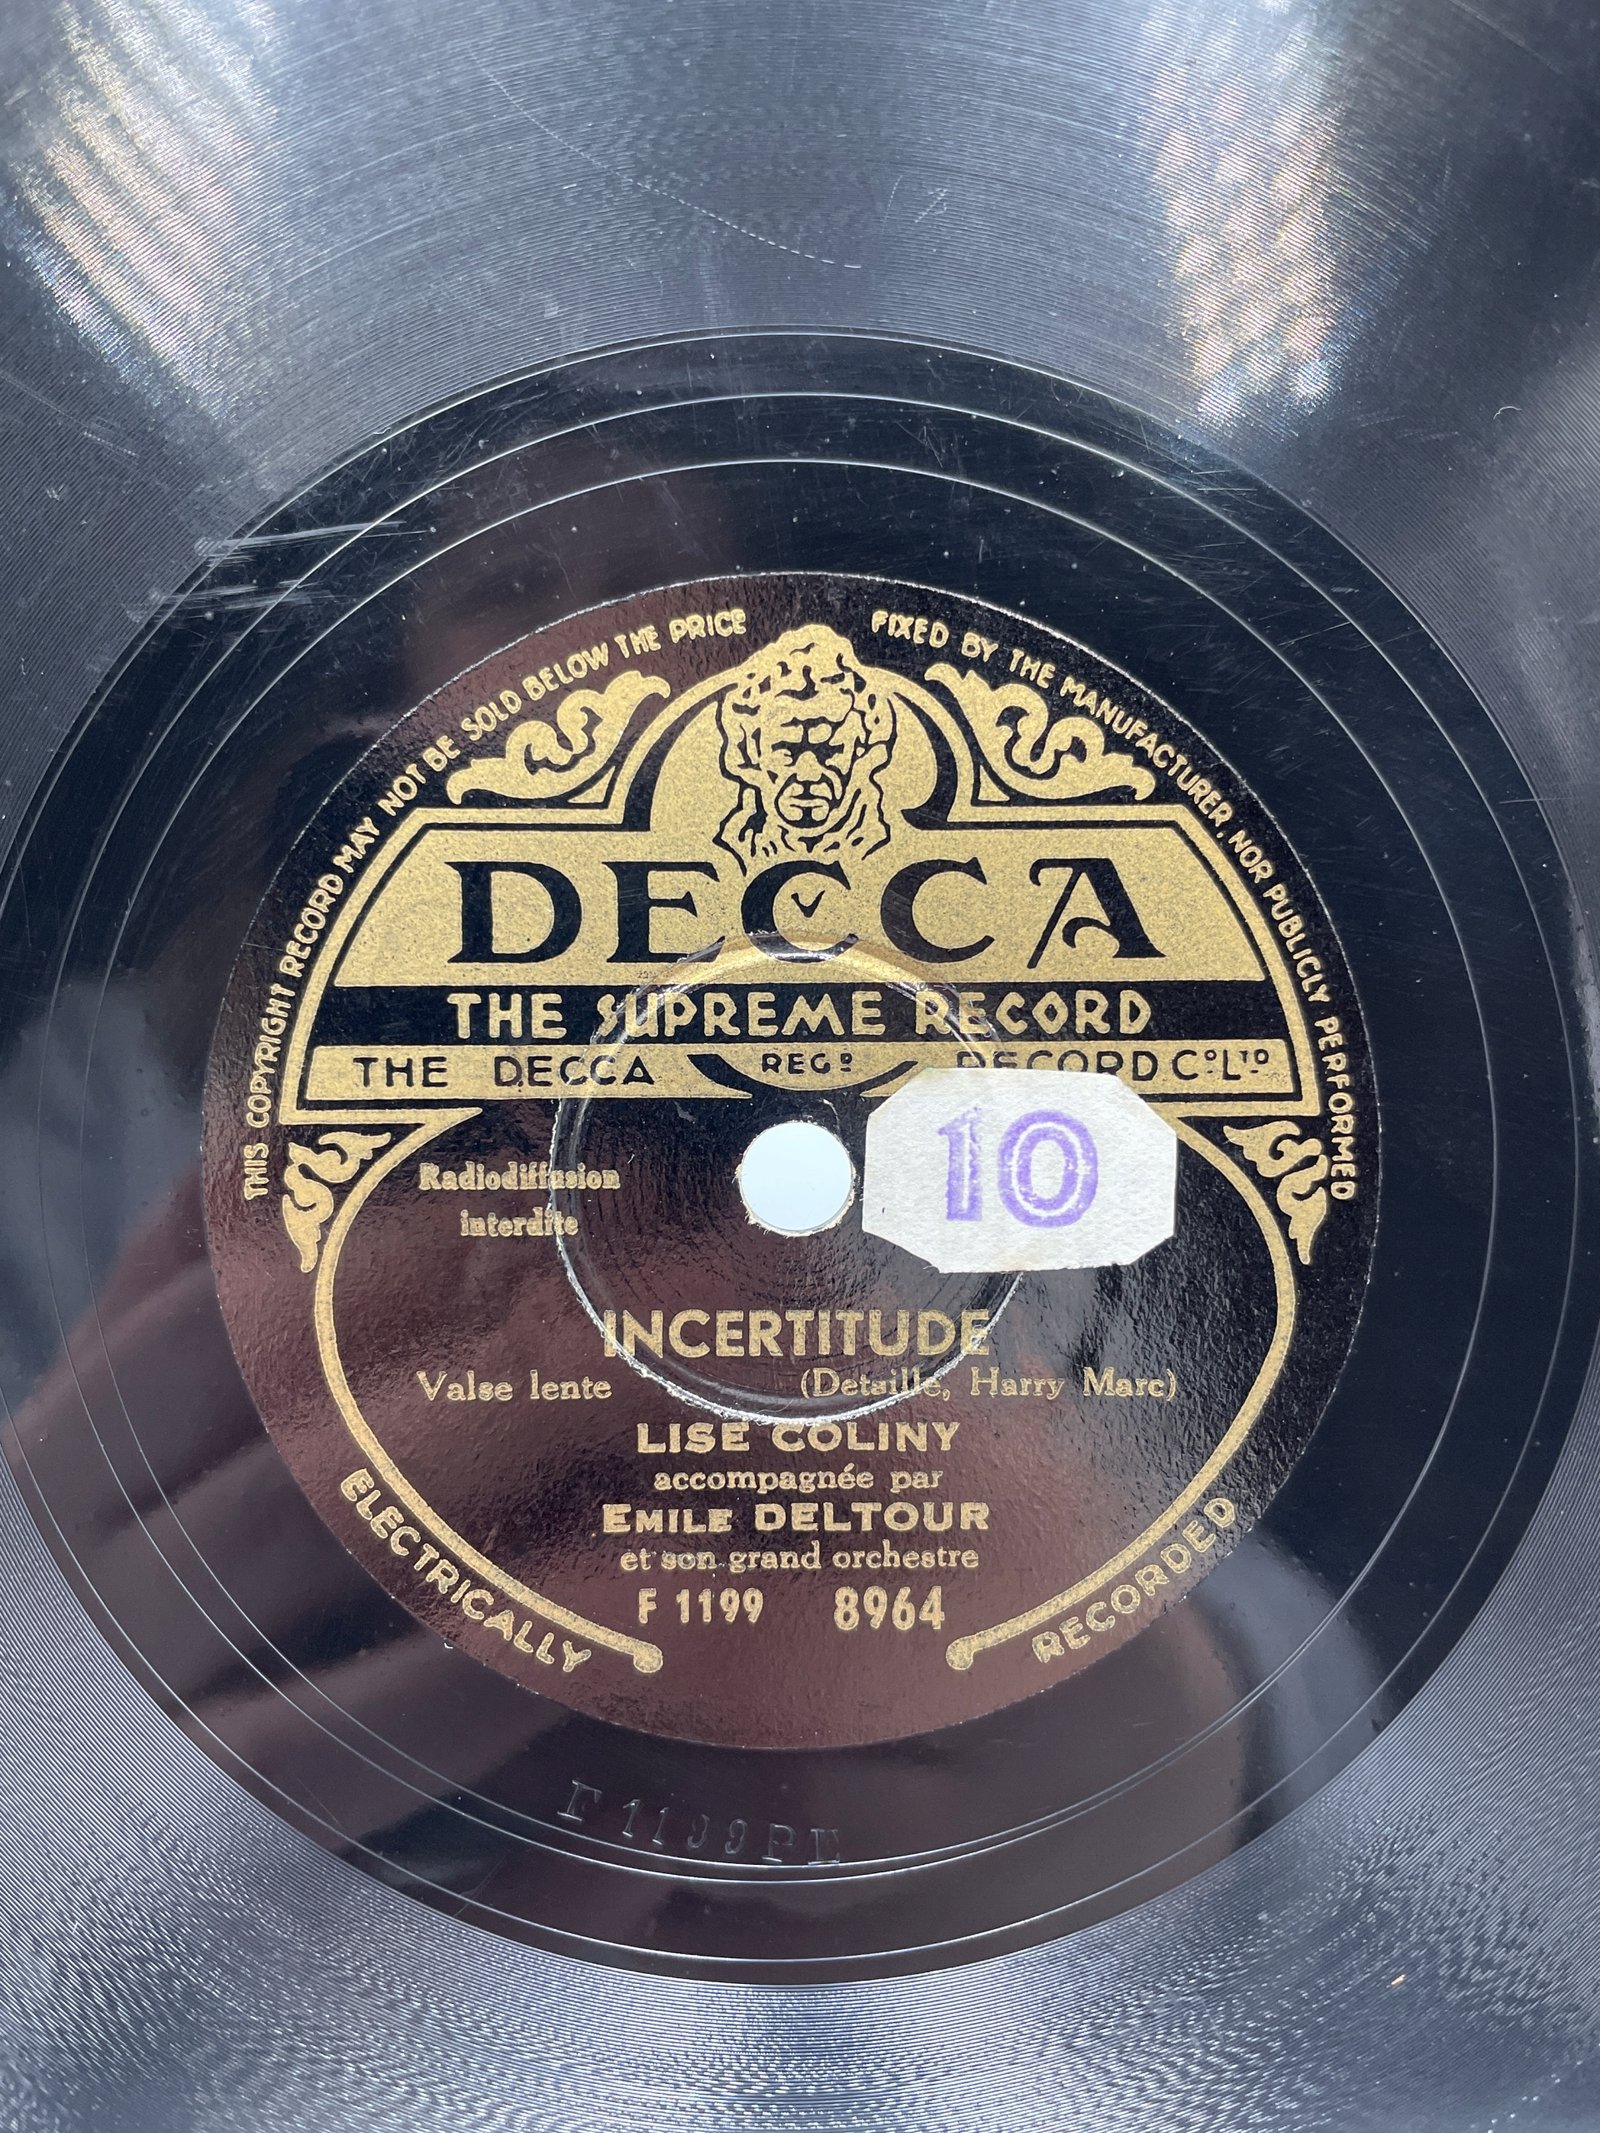 THIS COPYRIGHT RECORD MAY NOT BE SOLD BELOW THE PRICE FIXED BY THE MANUFACTURER, NOR PUBLICLY PERFORMED
DECCA
THE SUPREME RECORD
THE DECCA REGD RECORD CO LTD
10
Radiodiffusion
interdite
INCERTITUDE
Valse lente (Detaille, Harry Marc)
LISE COLINY
accompagnée par
EMILE DELTOUR
et son grand orchestre
F 1199 8964
ELECTRICALLY RECORDED
F1199PE